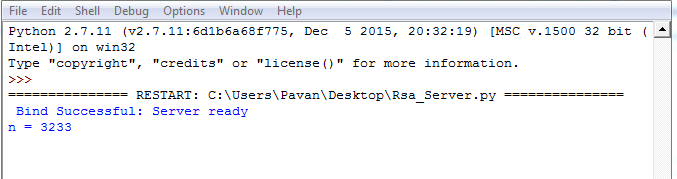 File Edit Shell Debug Options Window Help
Python 2.7.11 (v2.7.11:6d1b6a68f775, Dec  5 2015, 20:32:19) [MSC v.1500 32 bit (
Intel)] on win32
Type "copyright", "credits" or "license()" for more information.
>>>
=============== RESTART: C:\Users\Pavan\Desktop\Rsa_Server.py ===============
 Bind Successful: Server ready
n = 3233